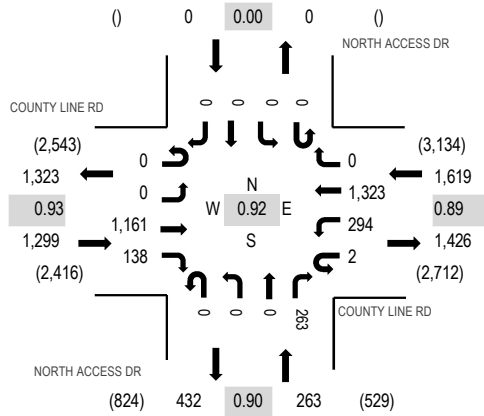 () 0 0.00 0 ()
NORTH ACCESS DR
0 0 0 0
COUNTY LINE RD
(2,543) 0 0 (3,134)
1,323 1,323 1,619
0 N
0.93 W 0.92 E 0.89
1,161 294
1,299 S 1,426
138 2
(2,416) (2,712)
0 0 0 263
COUNTY LINE RD
NORTH ACCESS DR
(824) 432 0.90 263 (529)